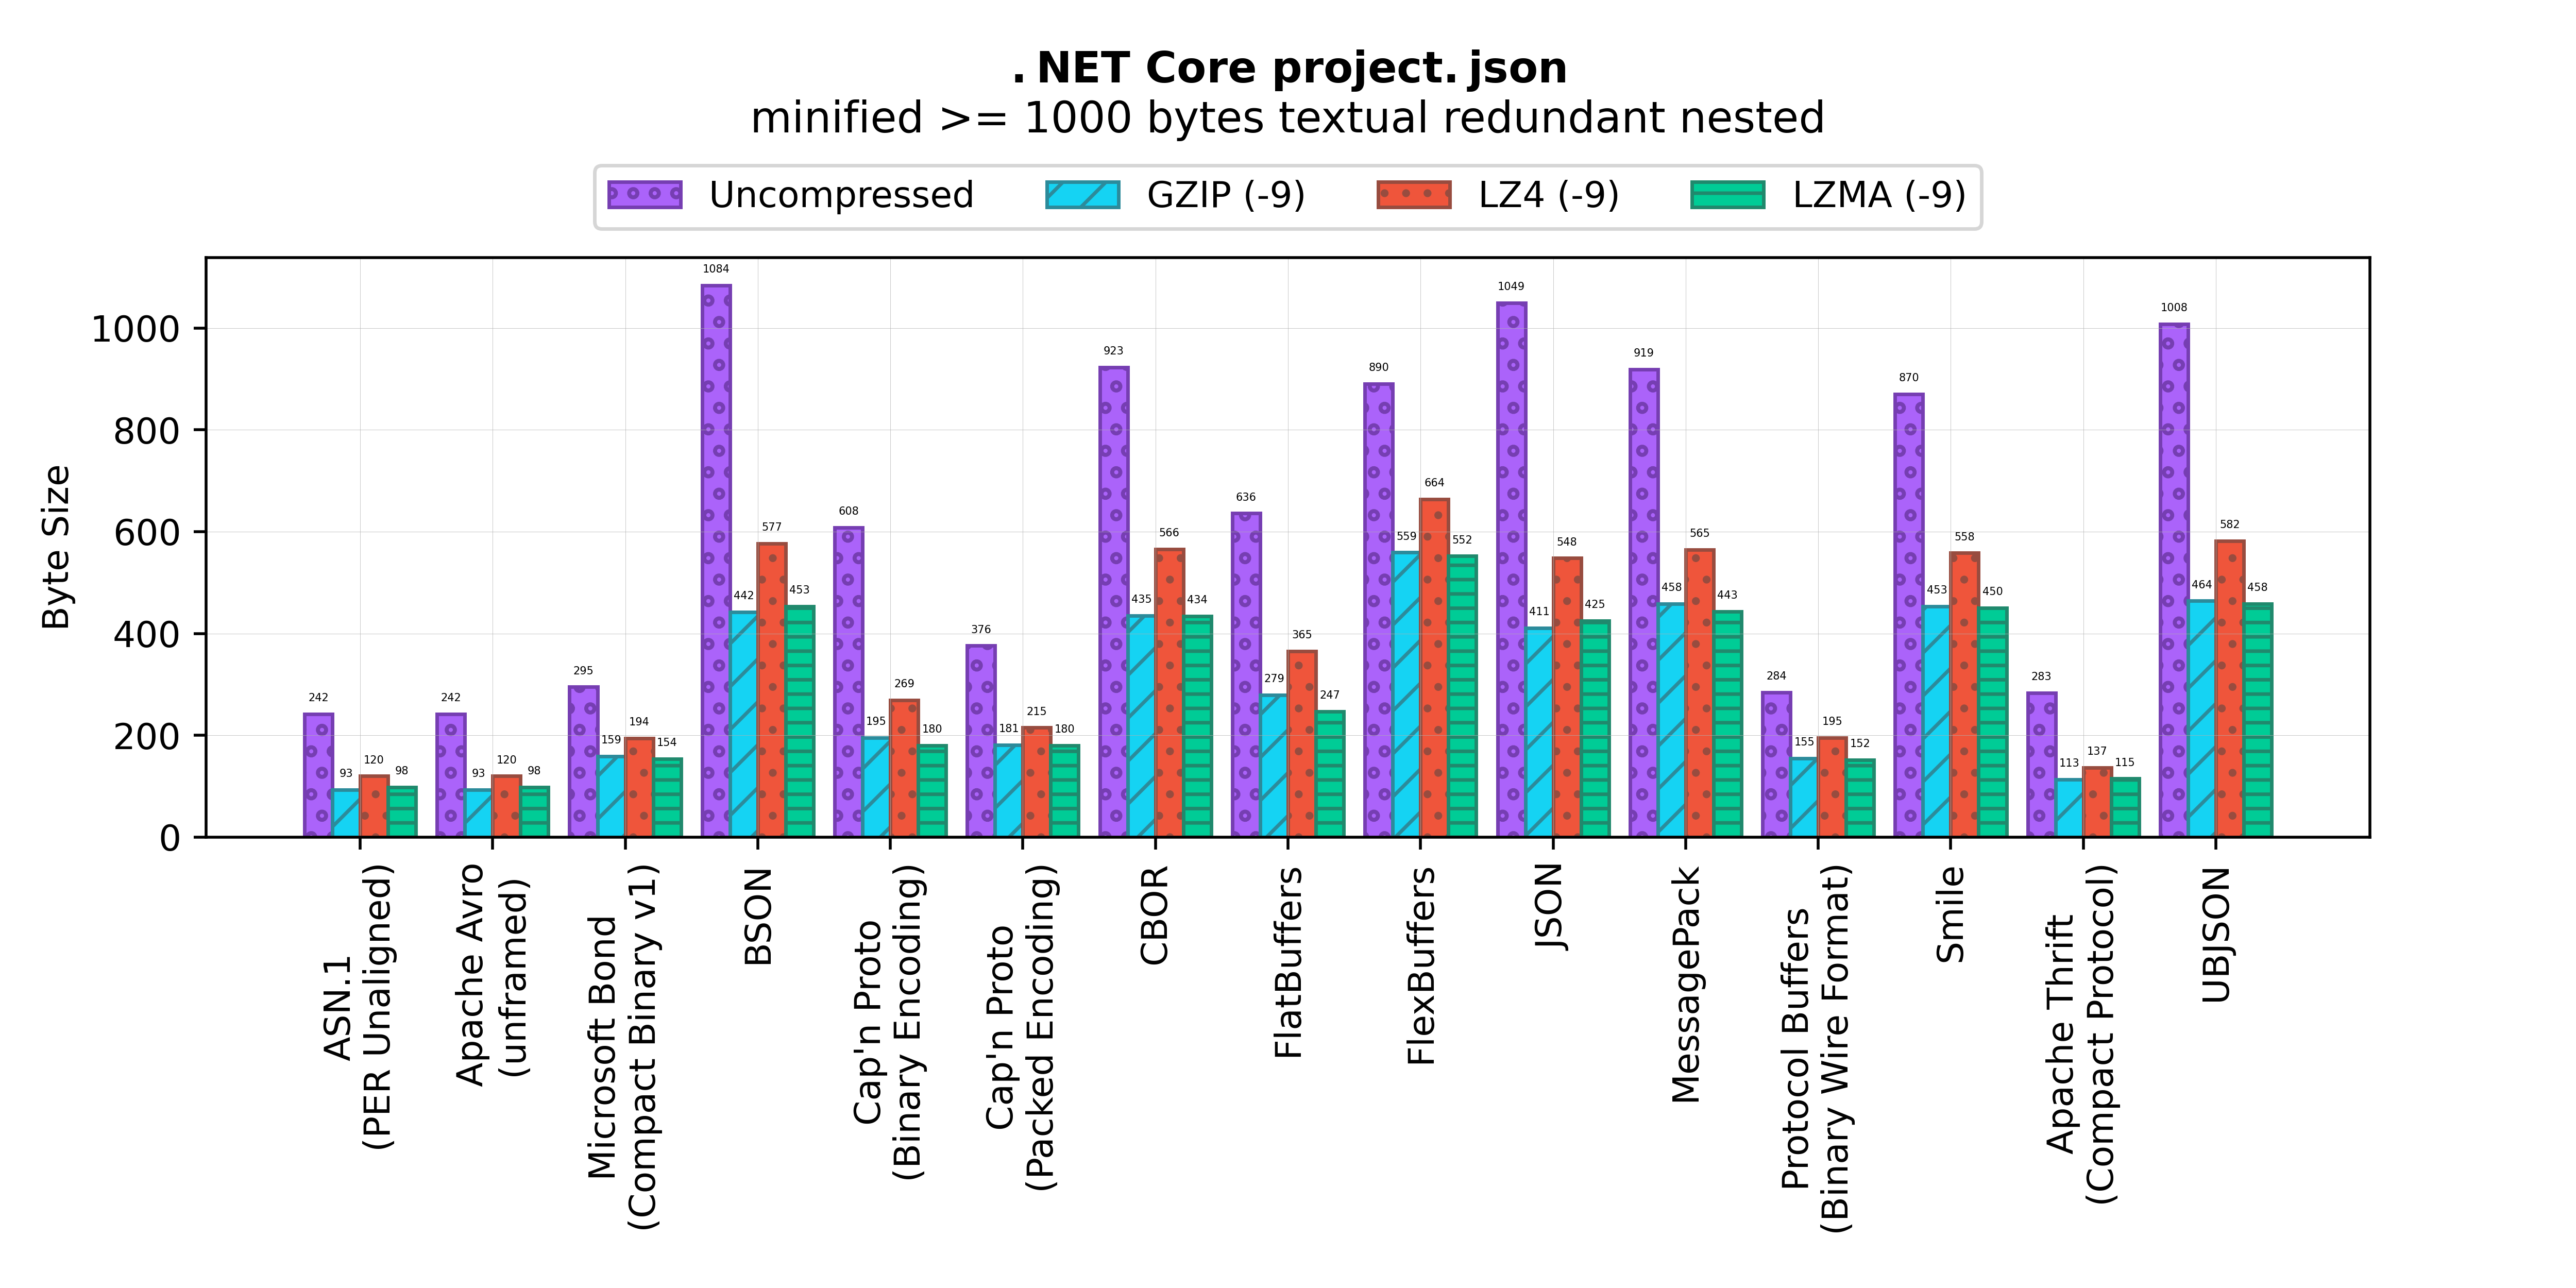 . NET Core project. json
minified >= 1000 bytes textual redundant nested
Uncompressed
GZIP (-9)
LZ4 (-9)
LZMA (-9)
Byte Size
1000
800
600
400
200
0
242
93
120
98
242
93
120
98
295
159
194
154
1084
442
577
453
608
195
269
180
376
181
215
180
923
435
566
434
636
279
365
247
890
559
664
552
1049
411
548
425
919
458
565
443
284
155
195
152
870
453
558
450
283
113
137
115
1008
464
582
458
ASN.1
(PER Unaligned)
Apache Avro
(unframed)
Microsoft Bond
(Compact Binary v1)
BSON
Cap'n Proto
(Binary Encoding)
Cap'n Proto
(Packed Encoding)
CBOR
FlatBuffers
FlexBuffers
JSON
MessagePack
Protocol Buffers
(Binary Wire Format)
Smile
Apache Thrift
(Compact Protocol)
UBJSON